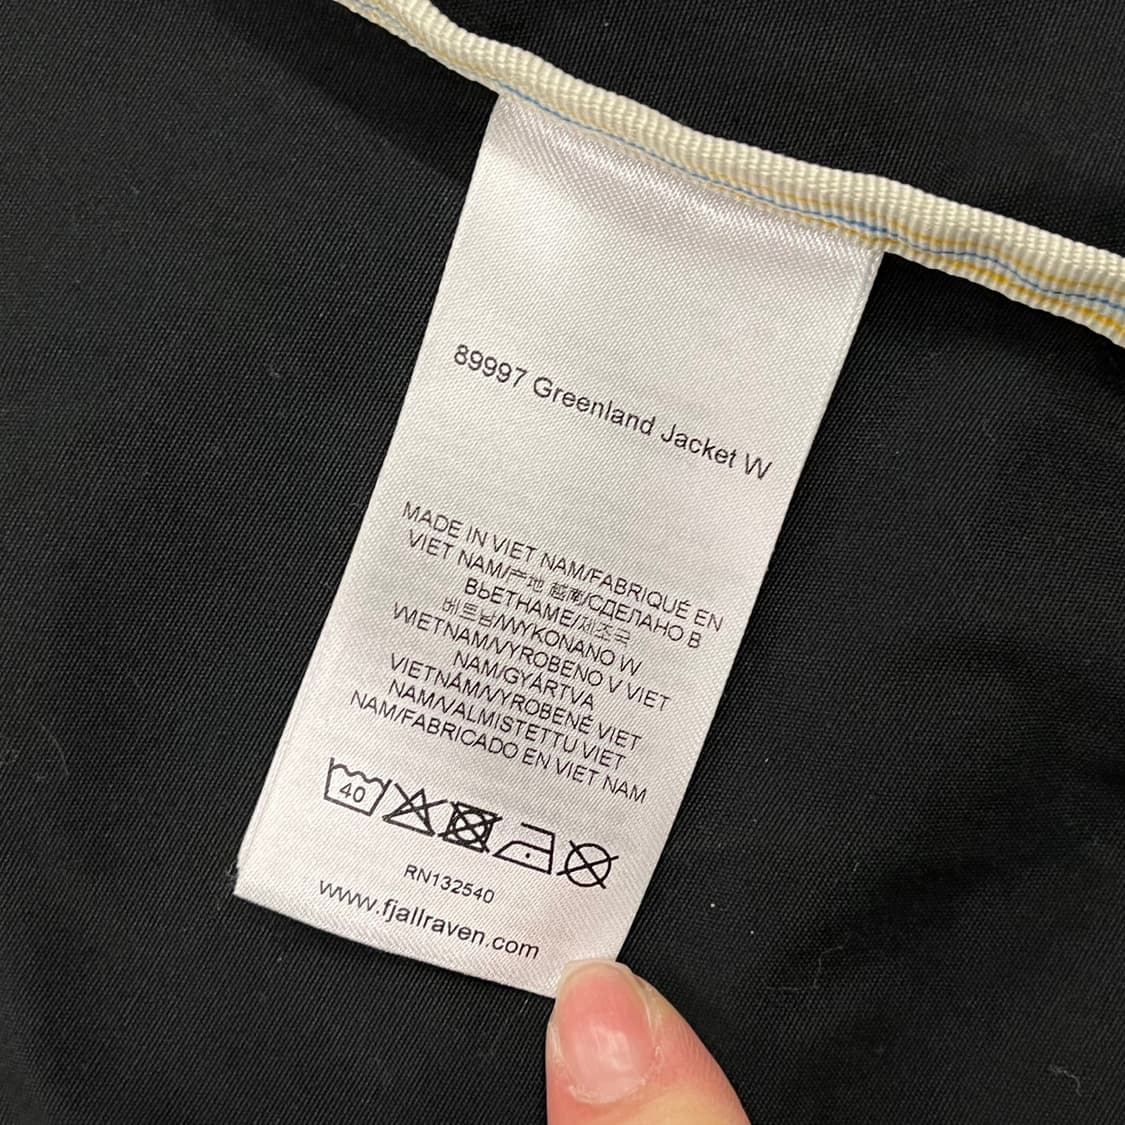 89997 Greenland Jacket W
MADE IN VIET NAM/FABRIQUÉ EN
VIET NAM/产地 越南/СДЕЛАНО В
ВЬЕТНАМЕ/제조국
베트남/WYKONANO W
WIETNAM/VYROBENO V VIET
NAM/GYÁRTVA
VIETNÁM/VYROBENÉ VIET
NAM/VALMISTETTU VIET
NAM/FABRICADO EN VIET NAM
40
RN132540
www.fjallraven.com